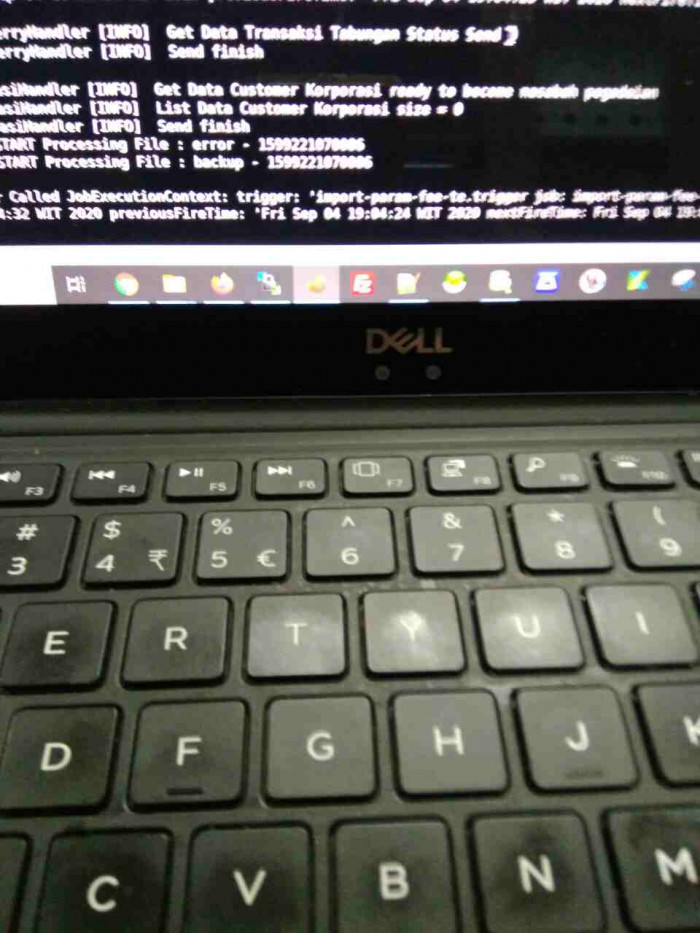 erryHandler [INFO] Get Data Transaksi Tabungan Status Send
erryHandler [INFO] Send finish
asiHandler [INFO] Get Data Customer Korporasi ready to become nasabah pegadaian
asiHandler [INFO] List Data Customer Korporasi size = 0
asiHandler [INFO] Send finish
START Processing File : error - 1599221070006
START Processing File : backup - 1599221070006
Called JobExecutionContext: trigger: 'import-param-fee-te.trigger job: import-param-fee-
4:32 WIT 2020 previousFireTime: 'Fri Sep 04 19:04:24 WIT 2020 nextFireTime: Fri Sep 04
DELL
F3 F4 F5 F6 F7 F8 F9 F10
# $ % ^ & * (
3 4 ₹ 5 € 6 7 8 9
E R T Y U I
D F G H J K
C V B N M